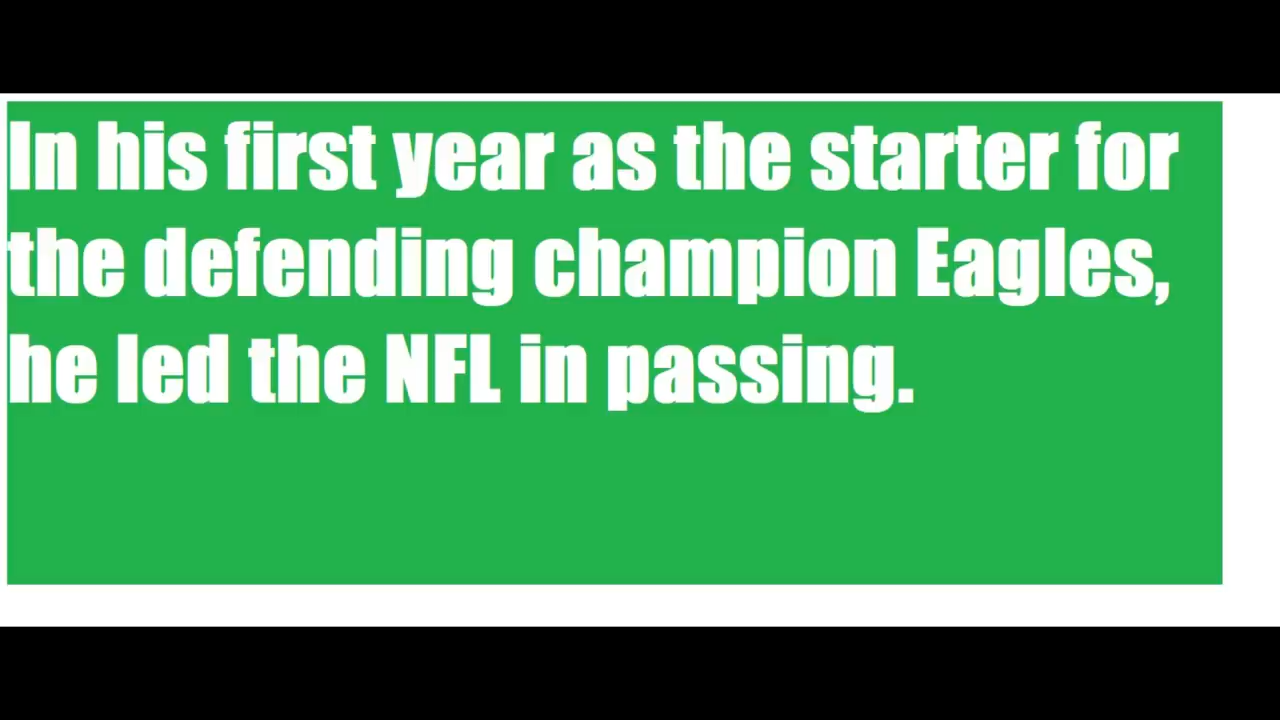 In his first year as the starter for
the defending champion Eagles,
he led the NFL in passing.